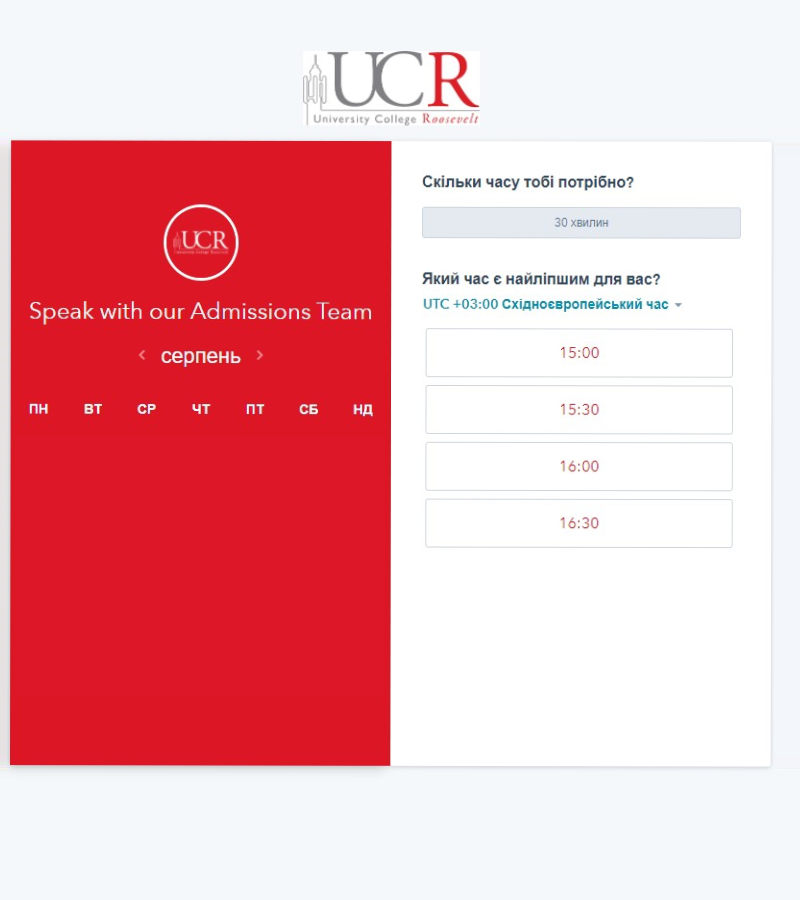 UCR
University College Roosevelt
UCR
University College Roosevelt
Speak with our Admissions Team
серпень
ПН ВТ СР ЧТ ПТ СБ НД
Скільки часу тобі потрібно?
30 хвилин
Який час є найліпшим для вас?
UTC +03:00 Східноєвропейський час
15:00
15:30
16:00
16:30